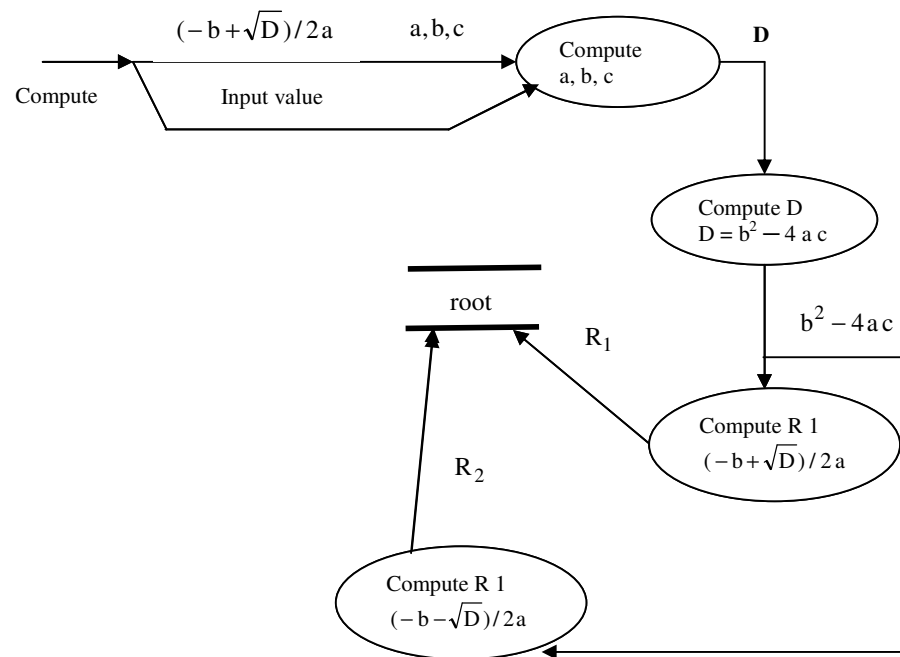 (−b+√D)/2a
a, b, c
Compute
a, b, c
D
Compute
Input value
Compute D
D = b² − 4 a c
root
b² − 4 a c
R₁
Compute R 1
(−b+√D)/2a
R₂
Compute R 1
(−b−√D)/2a